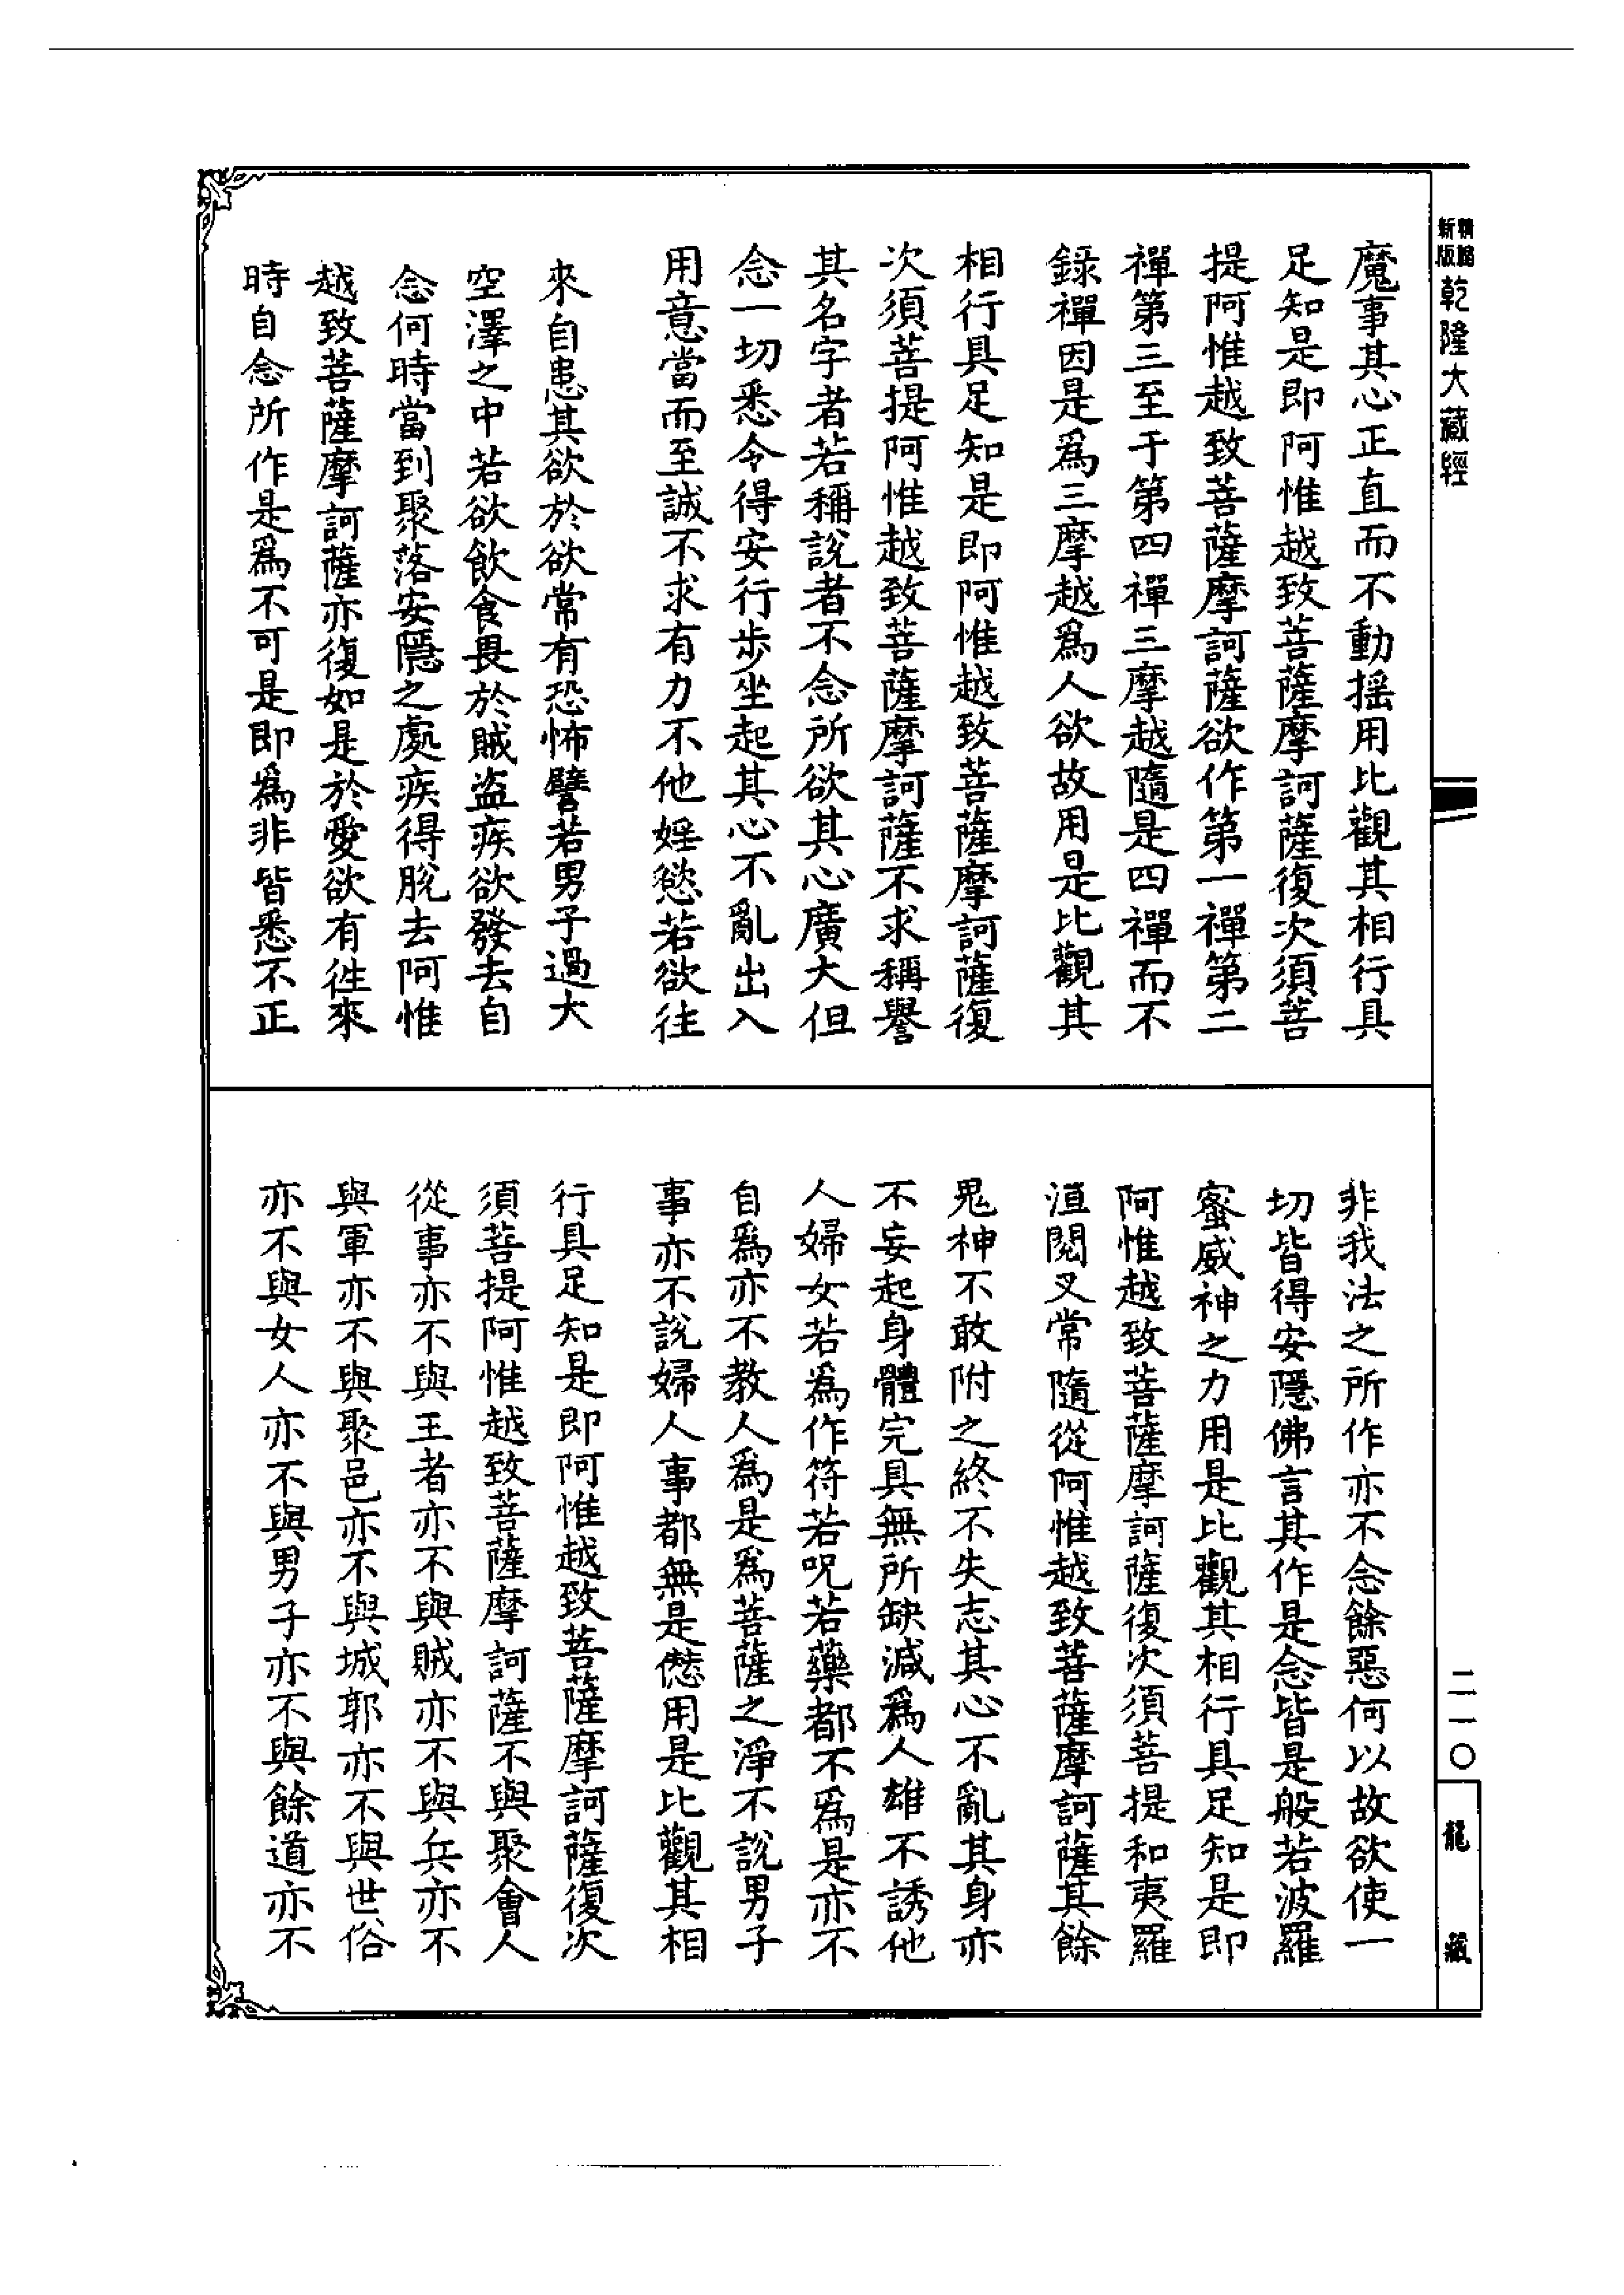 魔事其心正直而不動揺用比觀其相行具
足知是即阿惟越致菩薩摩訶薩復次須菩
提阿惟越致菩薩摩訶薩欲作第一禪第二
禪第三至于第四禪三摩越隨是四禪而不
錄禪因是爲三摩越爲人欲故用是比觀其
相行具足知是即阿惟越致菩薩摩訶薩復
次須菩提阿惟越致菩薩摩訶薩不求稱譽
其名字者若稱說者不念所欲其心廣大但
念一切悉令得安行步坐起其心不亂出入
用意當而至誠不求有力不他婬慾若欲往
來自患其欲於欲常有恐怖譬若男子過大
空澤之中若欲飲食畏於賊盜疾欲發去自
念何時當到聚落安隱之處疾得脫去阿惟
越致菩薩摩訶薩亦復如是於愛欲有徃來
時自念所作是爲不可是即爲非皆悉不正
非我法之所作亦不念餘惡何以故欲使一
切皆得安隱佛言其作是念皆是般若波羅
蜜威神之力用是比觀其相行具足知是即
阿惟越致菩薩摩訶薩復次須菩提和夷羅
洹閱叉常隨從阿惟越致菩薩摩訶薩其餘
鬼神不敢附之終不失志其心不亂其身亦
不妄起身體完具無所缺減爲人雄不誘他
人婦女若爲作符若呪若藥都不爲是亦不
自爲亦不教人爲是爲菩薩之淨不說男子
事亦不說婦人事都無是㣼用是比觀其相
行具足知是即阿惟越致菩薩摩訶薩復次
須菩提阿惟越致菩薩摩訶薩不與聚會人
從事亦不與王者亦不與賊亦不與兵亦不
與軍亦不與聚邑亦不與城郭亦不與世俗
亦不與女人亦不與男子亦不與餘道亦不
新版
精縮
乾隆大藏經
二一〇
龍藏